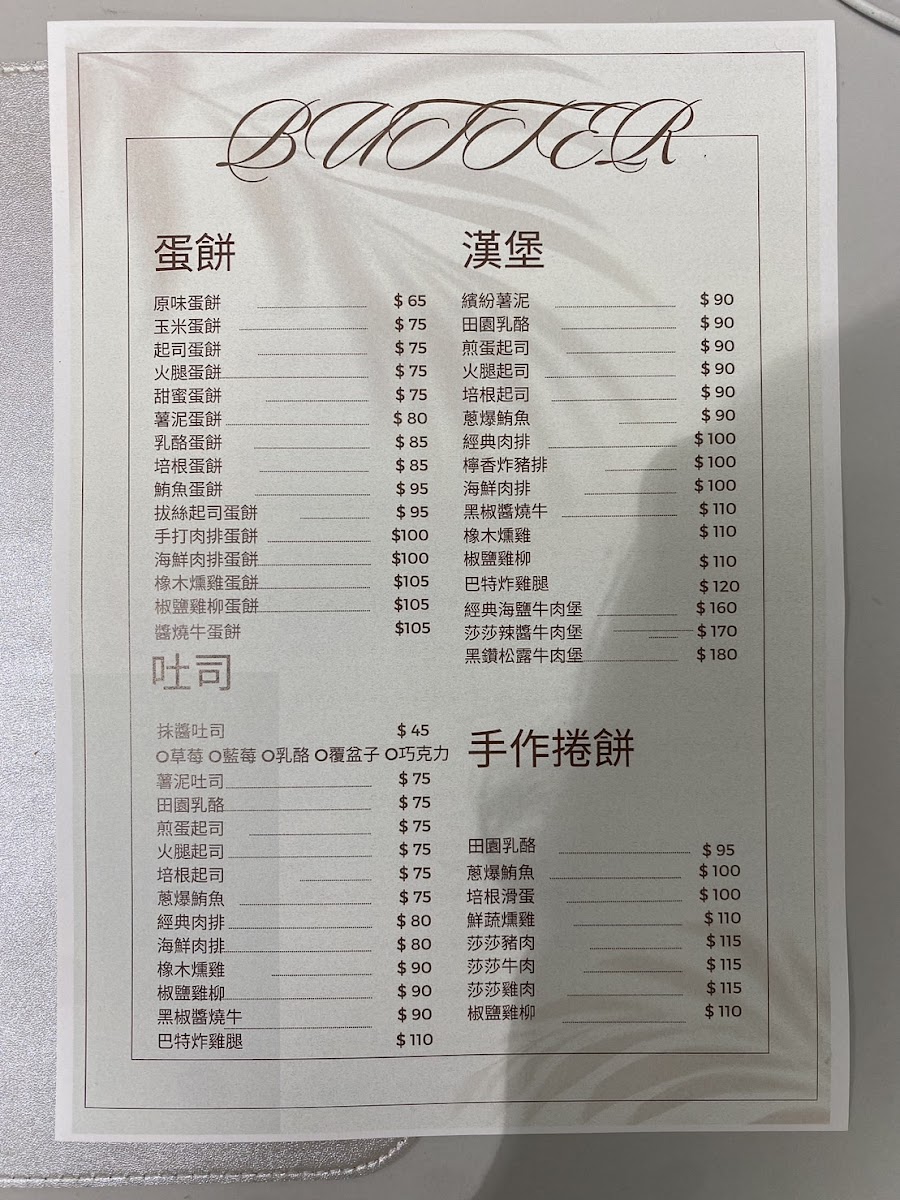 BUTTER
蛋餅
原味蛋餅 $ 65
玉米蛋餅 $ 75
起司蛋餅 $ 75
火腿蛋餅 $ 75
甜蜜蛋餅 $ 75
薯泥蛋餅 $ 80
乳酪蛋餅 $ 85
培根蛋餅 $ 85
鮪魚蛋餅 $ 95
拔絲起司蛋餅 $ 95
手打肉排蛋餅 $100
海鮮肉排蛋餅 $100
橡木燻雞蛋餅 $105
椒鹽雞柳蛋餅 $105
醬燒牛蛋餅 $105
吐司
抹醬吐司 $ 45
O草莓 O藍莓 O乳酪 O覆盆子 O巧克力
薯泥吐司 $ 75
田園乳酪 $ 75
煎蛋起司 $ 75
火腿起司 $ 75
培根起司 $ 75
蔥爆鮪魚 $ 75
經典肉排 $ 80
海鮮肉排 $ 80
橡木燻雞 $ 90
椒鹽雞柳 $ 90
黑椒醬燒牛 $ 90
巴特炸雞腿 $ 110
漢堡
繽紛薯泥 $ 90
田園乳酪 $ 90
煎蛋起司 $ 90
火腿起司 $ 90
培根起司 $ 90
蔥爆鮪魚 $ 90
經典肉排 $ 100
檸香炸豬排 $ 100
海鮮肉排 $ 100
黑椒醬燒牛 $ 110
橡木燻雞 $ 110
椒鹽雞柳 $ 110
巴特炸雞腿 $ 120
經典海鹽牛肉堡 $ 160
莎莎辣醬牛肉堡 $ 170
黑鑽松露牛肉堡 $ 180
手作捲餅
田園乳酪 $ 95
蔥爆鮪魚 $ 100
培根滑蛋 $ 100
鮮蔬燻雞 $ 110
莎莎豬肉 $ 115
莎莎牛肉 $ 115
莎莎雞肉 $ 115
椒鹽雞柳 $ 110